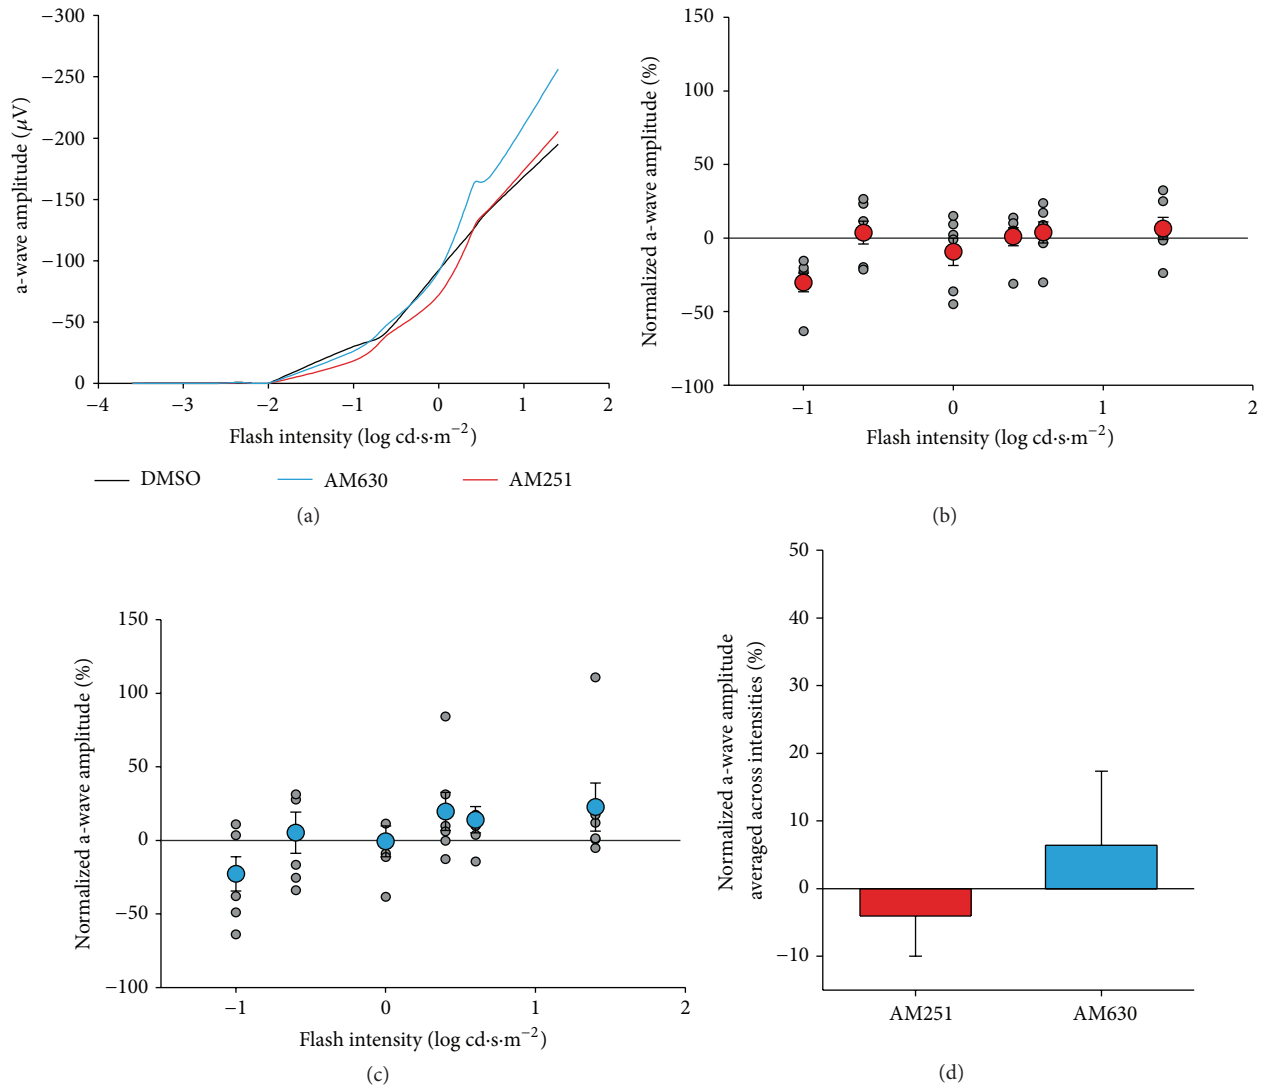 −300
−250
−200
−150
−100
−50
0
a-wave amplitude (μV)
−4 −3 −2 −1 0 1 2
Flash intensity (log cd·s·m−2)
DMSO AM630 AM251
(a)
150
100
50
0
−50
−100
Normalized a-wave amplitude (%)
−1 0 1 2
Flash intensity (log cd·s·m−2)
(b)
150
100
50
0
−50
−100
Normalized a-wave amplitude (%)
−1 0 1 2
Flash intensity (log cd·s·m−2)
(c)
50
40
30
20
10
0
−10
Normalized a-wave amplitude
averaged across intensities (%)
AM251 AM630
(d)